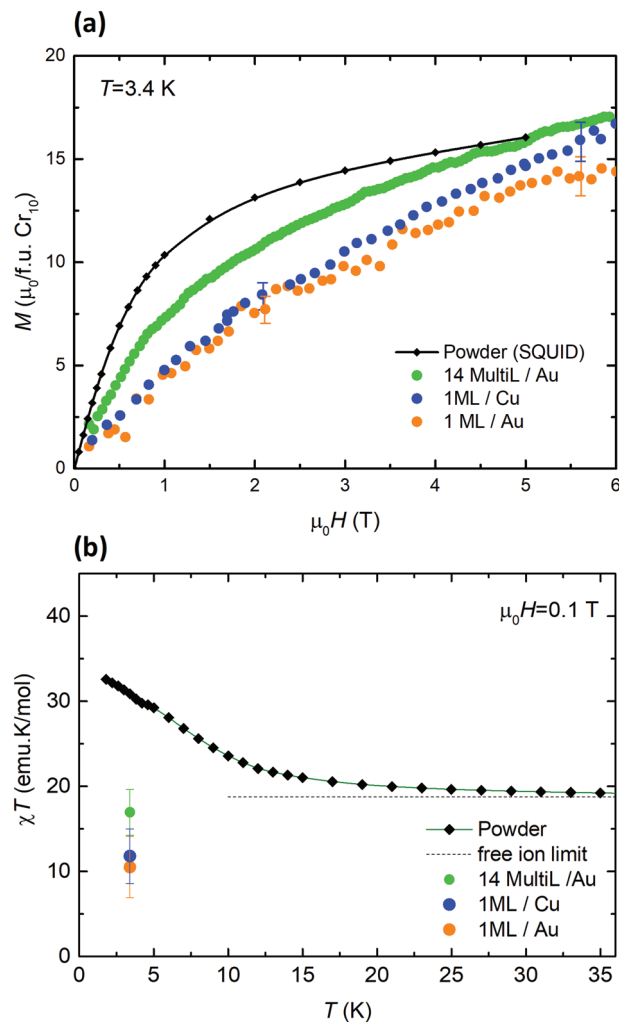 (a)
T=3.4 K
20
15
10
5
0
M (μ₀/f.u. Cr₁₀)
Powder (SQUID)
14 MultiL / Au
1ML / Cu
1 ML / Au
0 1 2 3 4 5 6
μ₀H (T)
(b)
μ₀H=0.1 T
40
30
20
10
0
χT (emu.K/mol)
Powder
free ion limit
14 MultiL /Au
1ML / Cu
1ML / Au
0 5 10 15 20 25 30 35
T (K)